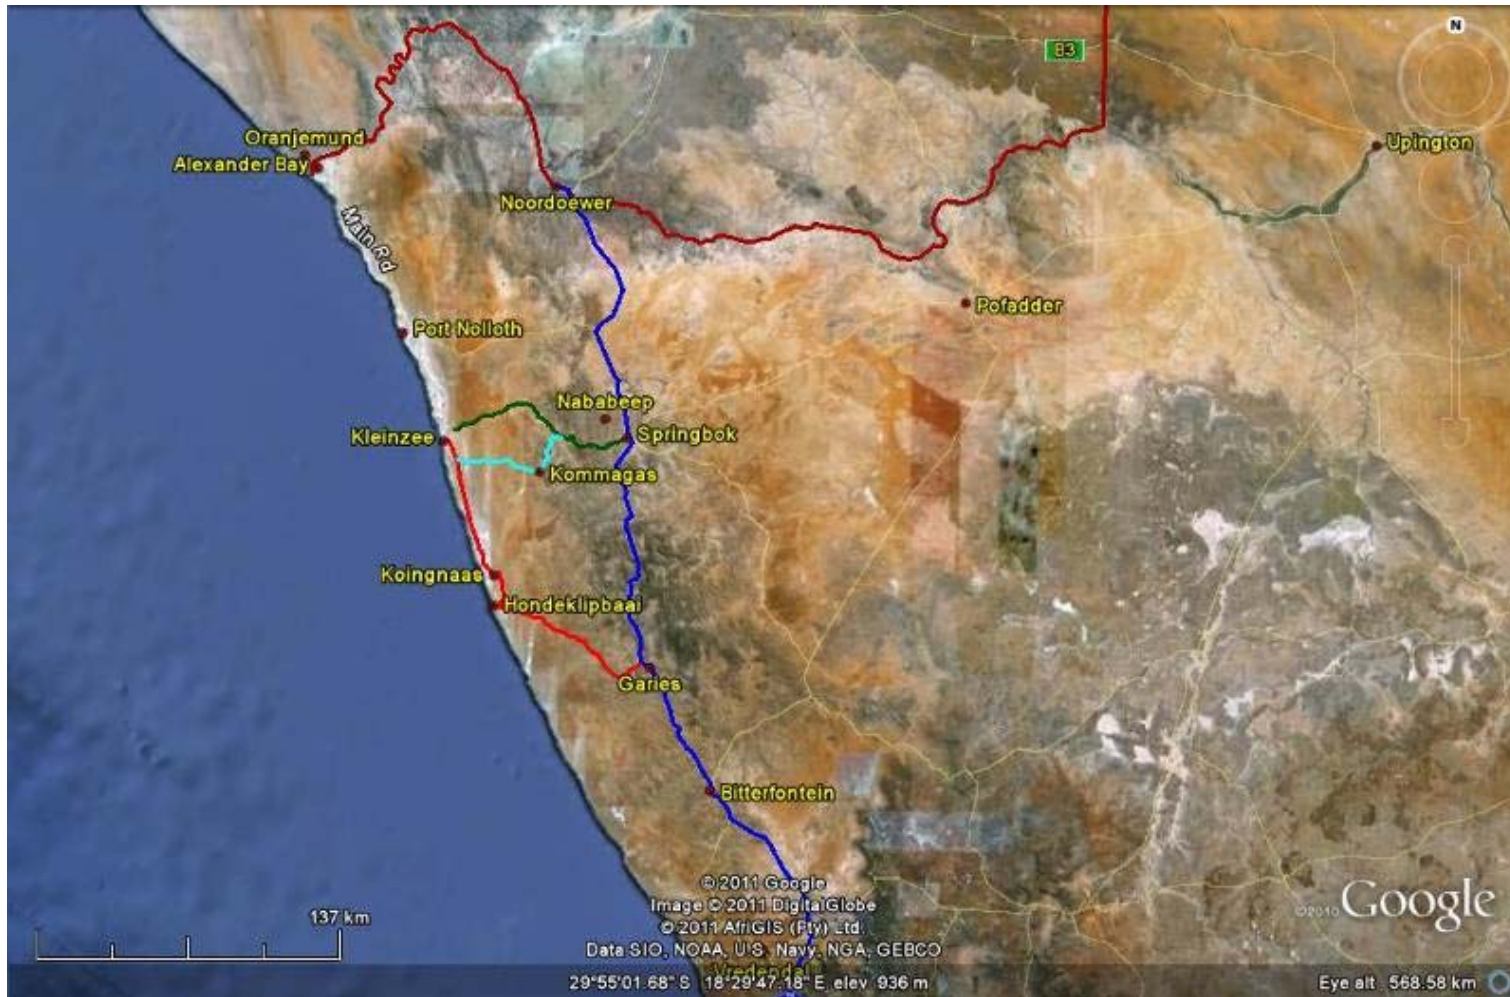 N
B3
Oranjemund
Alexander Bay
Upington
Noordoewer
Main Rd
Pofadder
Port Nolloth
Nababeep
Kleinzee
Springbok
Kommagas
Koingnaas
Hondeklipbaai
Garies
Bitterfontein
© 2011 Google
Image © 2011 DigitalGlobe
© 2011 AfriGIS (Pty) Ltd.
Data SIO, NOAA, U.S. Navy, NGA, GEBCO
137 km
©2010 Google
Vredendal
29°55'01.68" S 18°29'47.18" E elev 936 m
Eye alt 568.58 km